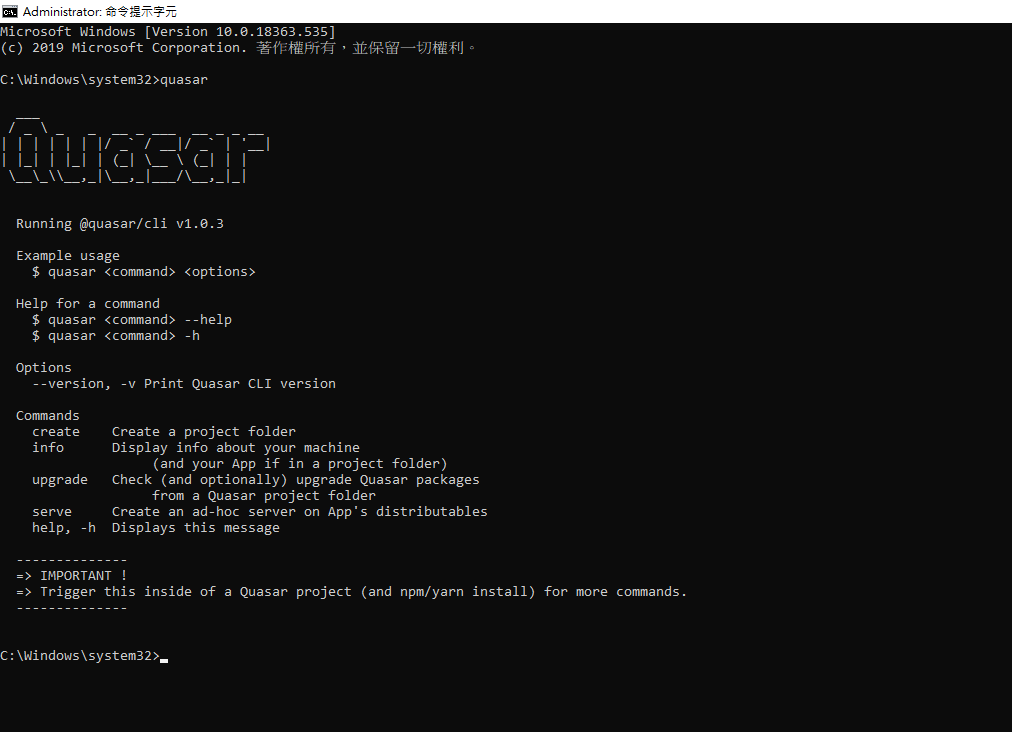 Administrator: 命令提示字元
Microsoft Windows [Version 10.0.18363.535]
(c) 2019 Microsoft Corporation. 著作權所有，並保留一切權利。
C:\Windows\system32>quasar
Quasar
Running @quasar/cli v1.0.3
Example usage
$ quasar <command> <options>
Help for a command
$ quasar <command> --help
$ quasar <command> -h
Options
--version, -v Print Quasar CLI version
Commands
create Create a project folder
info Display info about your machine
(and your App if in a project folder)
upgrade Check (and optionally) upgrade Quasar packages
from a Quasar project folder
serve Create an ad-hoc server on App's distributables
help, -h Displays this message
--------------
=> IMPORTANT !
=> Trigger this inside of a Quasar project (and npm/yarn install) for more commands.
--------------
C:\Windows\system32>